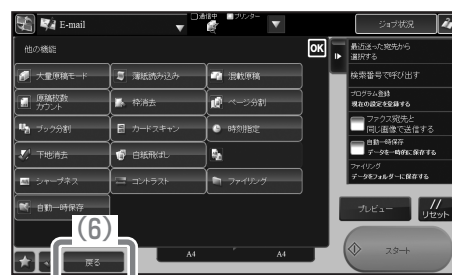 E-mail
通信中
プリンター
ジョブ状況
他の機能
OK
大量原稿モード
薄紙読み込み
混載原稿
原稿枚数
カウント
枠消去
ページ分割
ブック分割
カードスキャン
時刻指定
下地消去
白紙飛ばし
シャープネス
コントラスト
ファイリング
自動一時保存
最近送った宛先から
選択する
検索番号で呼び出す
プログラム登録
現在の設定を登録する
ファクス宛先と
同じ画像で送信する
自動一時保存
データを一時的に保存する
ファイリング
データをフォルダーに保存する
プレビュー
リセット
スタート
(6)
戻る
A4
A4